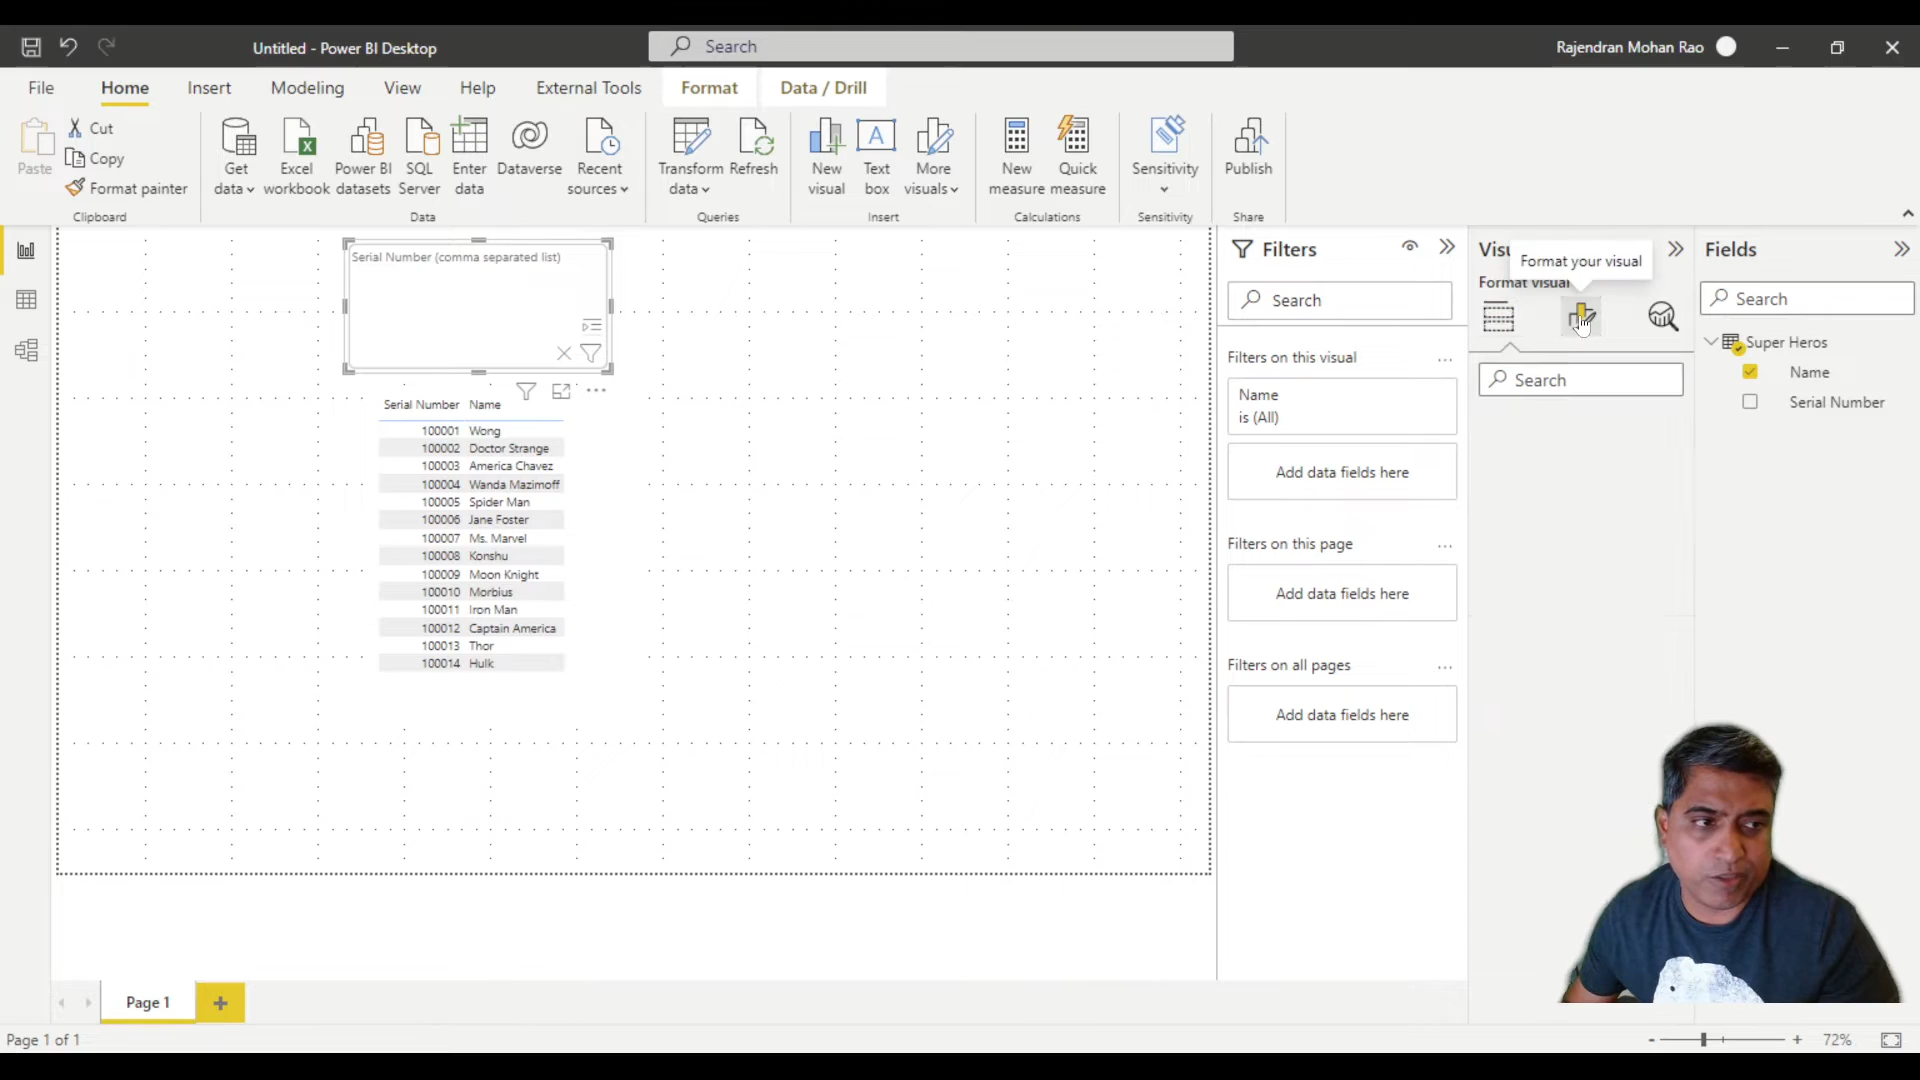 Untitled - Power BI Desktop
Search
Rajendran Mohan Rao
File
Home
Insert
Modeling
View
Help
External Tools
Format
Data / Drill
Paste
Cut
Copy
Format painter
Clipboard
Get
data
Excel
workbook
Power BI
datasets
SQL
Server
Enter
data
Dataverse
Recent
sources
Data
Transform
data
Refresh
Queries
New
visual
A
Text
box
More
visuals
Insert
New
measure
Quick
measure
Calculations
Sensitivity
Sensitivity
Publish
Share
Serial Number (comma separated list)
Serial Number Name
100001 Wong
100002 Doctor Strange
100003 America Chavez
100004 Wanda Mazimoff
100005 Spider Man
100006 Jane Foster
100007 Ms. Marvel
100008 Konshu
100009 Moon Knight
100010 Morbius
100011 Iron Man
100012 Captain America
100013 Thor
100014 Hulk
Filters
Search
Filters on this visual
Name
is (All)
Add data fields here
Filters on this page
Add data fields here
Filters on all pages
Add data fields here
Format your visual
Format visual
Search
Fields
Search
Super Heros
Name
Serial Number
Page 1
Page 1 of 1
72%